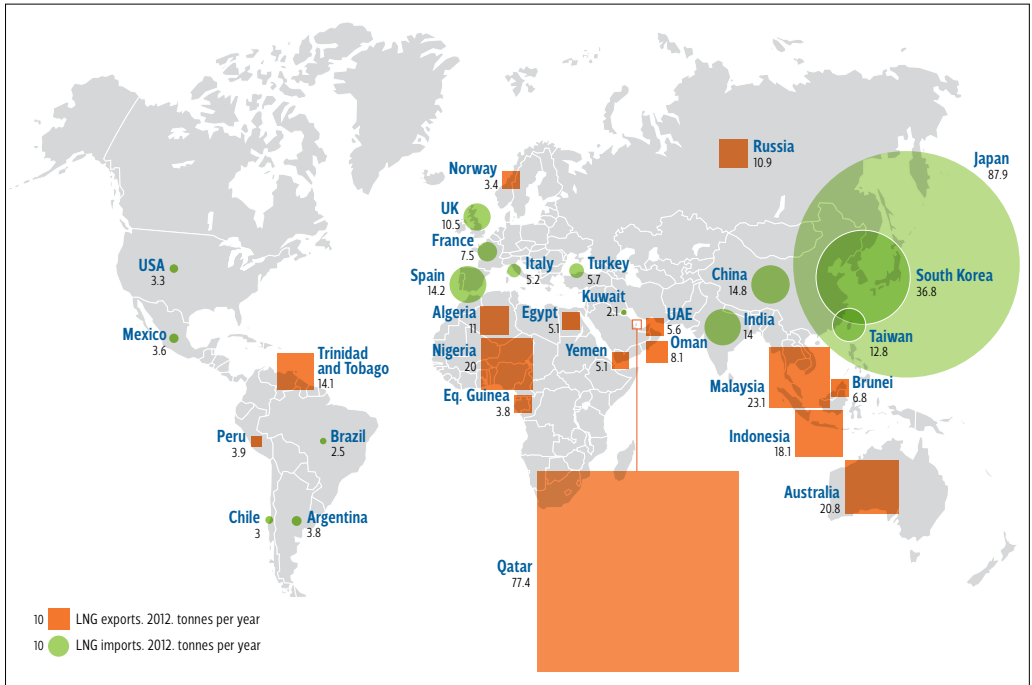 Russia
10.9
Japan
87.9
Norway
3.4
UK
10.5
France
7.5
Italy
5.2
Turkey
5.7
USA
3.3
Spain
14.2
China
14.8
South Korea
36.8
Kuwait
2.1
Algeria
11
Egypt
5.1
UAE
5.6
India
14
Mexico
3.6
Taiwan
12.8
Nigeria
20
Yemen
5.1
Oman
8.1
Trinidad
and Tobago
14.1
Malaysia
23.1
Brunei
6.8
Eq. Guinea
3.8
Peru
3.9
Brazil
2.5
Indonesia
18.1
Australia
20.8
Chile
3
Argentina
3.8
Qatar
77.4
10 LNG exports. 2012. tonnes per year
10 LNG imports. 2012. tonnes per year